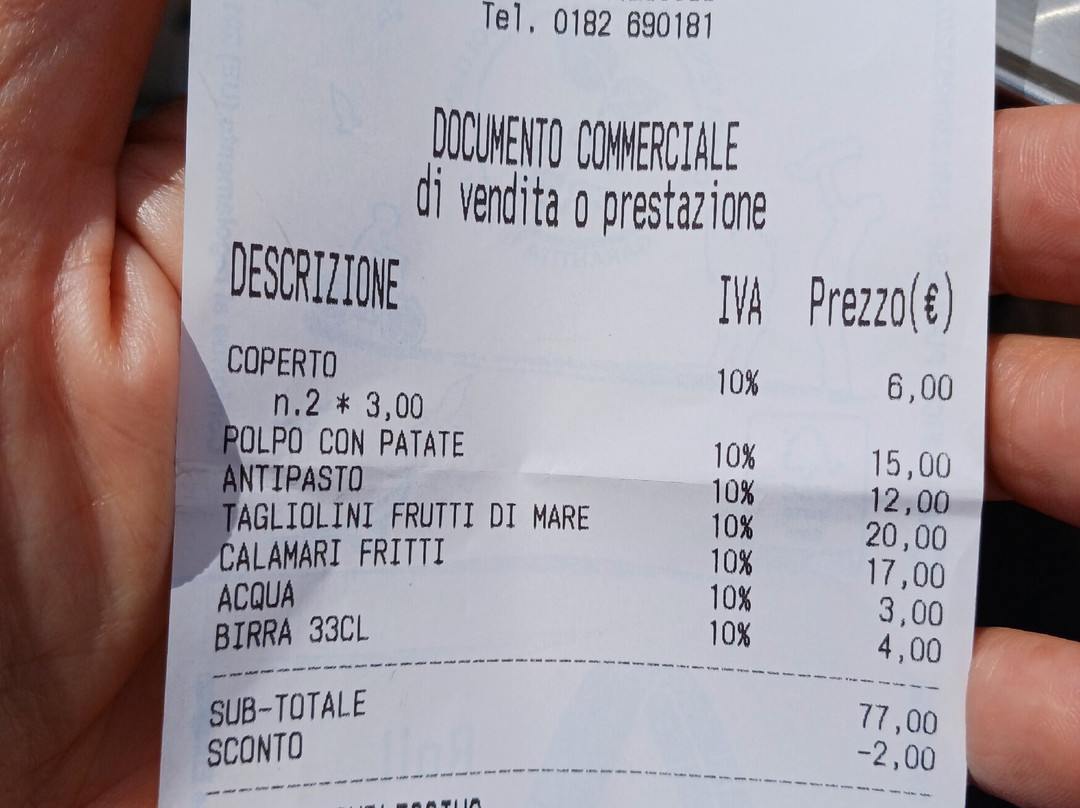 Tel. 0182 690181
DOCUMENTO COMMERCIALE
di vendita o prestazione
DESCRIZIONE IVA Prezzo(€)
COPERTO 10% 6,00
n.2 * 3,00
POLPO CON PATATE 10% 15,00
ANTIPASTO 10% 12,00
TAGLIOLINI FRUTTI DI MARE 10% 20,00
CALAMARI FRITTI 10% 17,00
ACQUA 10% 3,00
BIRRA 33CL 10% 4,00
SUB-TOTALE 77,00
SCONTO -2,00